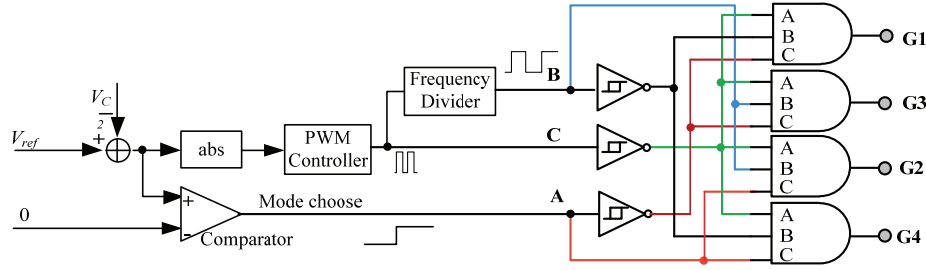 V_C
2
V_ref
+
-
abs
PWM
Controller
Frequency
Divider
B
C
A
0
+
-
Comparator
Mode choose
A
B
C
G1
A
B
C
G3
A
B
C
G2
A
B
C
G4